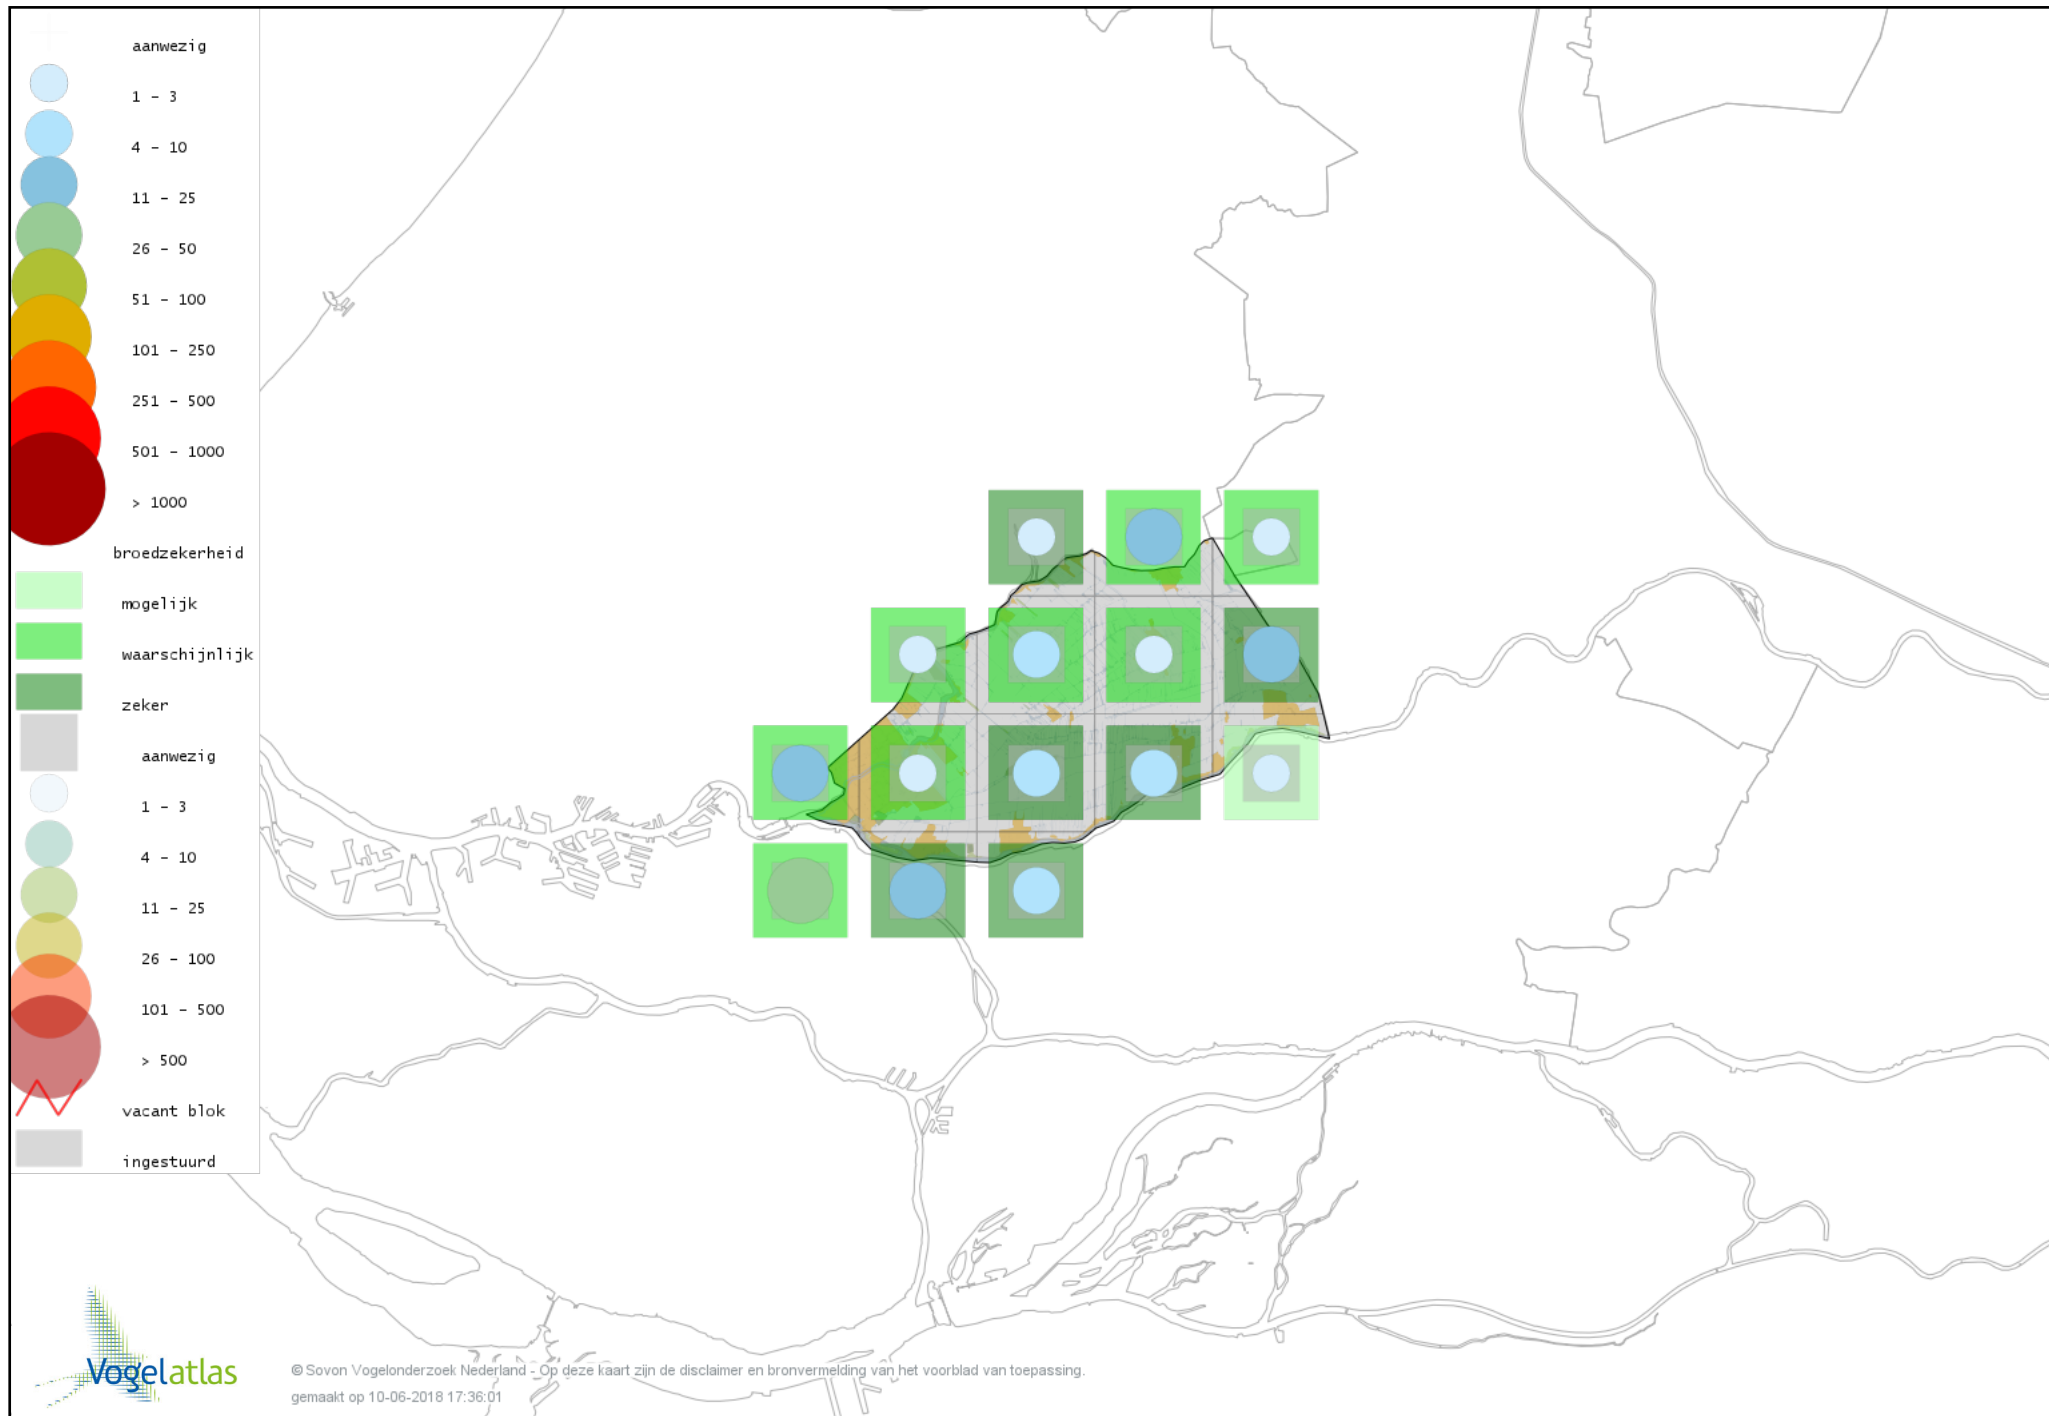 aanwezig
1 - 3
4 - 10
11 - 25
26 - 50
51 - 100
101 - 250
251 - 500
501 - 1000
> 1000
broedzekerheid
mogelijk
waarschijnlijk
zeker
aanwezig
1 - 3
4 - 10
11 - 25
26 - 100
101 - 500
> 500
vacant blok
ingestuurd
Vogelatlas
© Sovon Vogelonderzoek Nederland - Op deze kaart zijn de disclaimer en bronvermelding van het voorblad van toepassing.
gemaakt op 10-06-2018 17:36:01